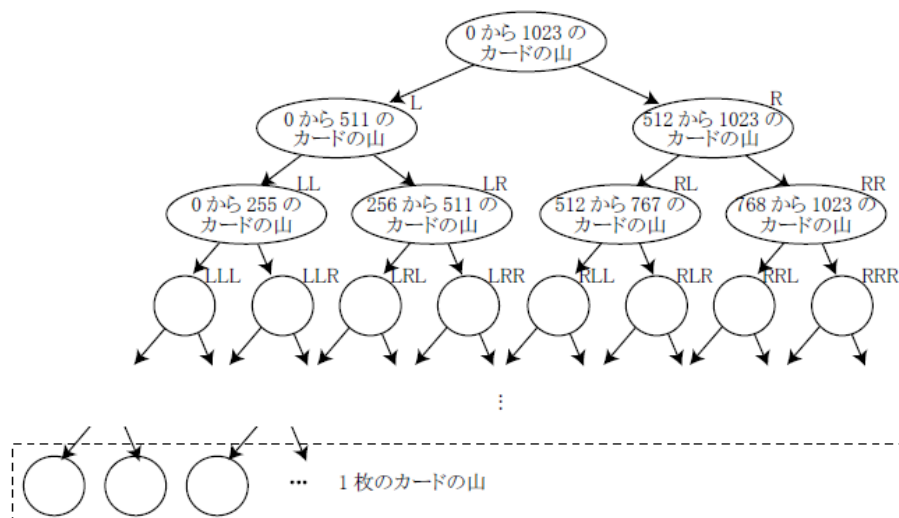 0 から 1023 の
カードの山
L
R
0 から 511 の
カードの山
512 から 1023 の
カードの山
LL
LR
RL
RR
0 から 255 の
カードの山
256 から 511 の
カードの山
512 から 767 の
カードの山
768 から 1023 の
カードの山
LLL
LLR
LRL
LRR
RLL
RLR
RRL
RRR
⋮
… 1 枚のカードの山